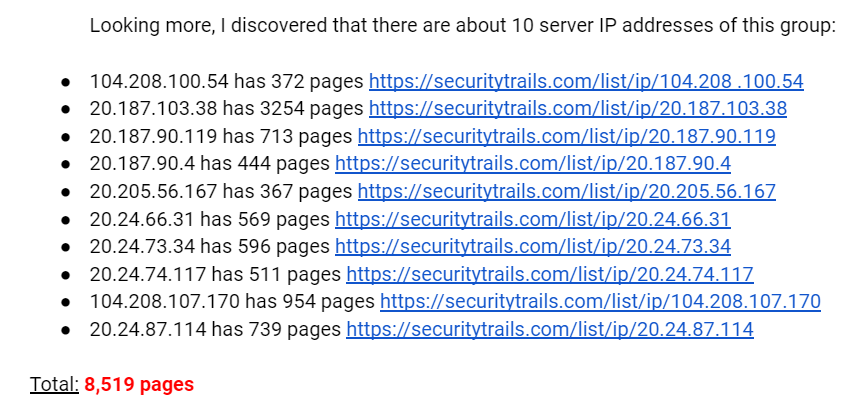 Looking more, I discovered that there are about 10 server IP addresses of this group:
● 104.208.100.54 has 372 pages https://securitytrails.com/list/ip/104.208 .100.54
● 20.187.103.38 has 3254 pages https://securitytrails.com/list/ip/20.187.103.38
● 20.187.90.119 has 713 pages https://securitytrails.com/list/ip/20.187.90.119
● 20.187.90.4 has 444 pages https://securitytrails.com/list/ip/20.187.90.4
● 20.205.56.167 has 367 pages https://securitytrails.com/list/ip/20.205.56.167
● 20.24.66.31 has 569 pages https://securitytrails.com/list/ip/20.24.66.31
● 20.24.73.34 has 596 pages https://securitytrails.com/list/ip/20.24.73.34
● 20.24.74.117 has 511 pages https://securitytrails.com/list/ip/20.24.74.117
● 104.208.107.170 has 954 pages https://securitytrails.com/list/ip/104.208.107.170
● 20.24.87.114 has 739 pages https://securitytrails.com/list/ip/20.24.87.114
Total: 8,519 pages